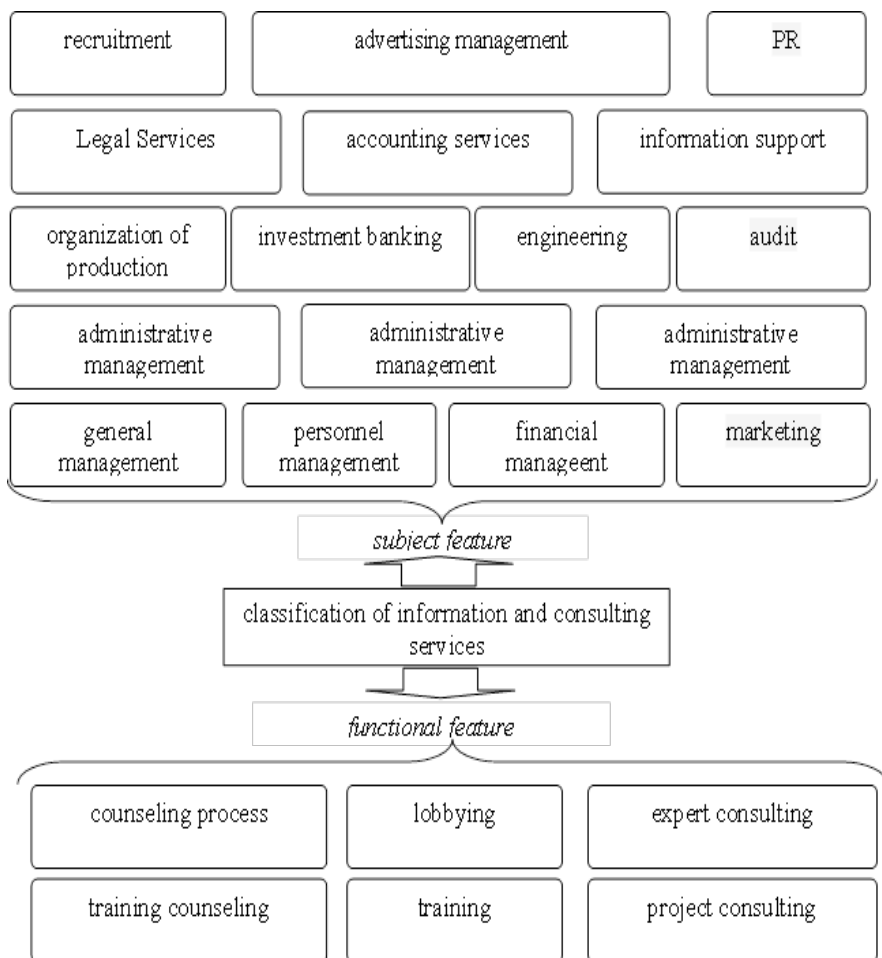 recruitment
advertising management
PR
Legal Services
accounting services
information support
organization of
production
investment banking
engineering
audit
administrative
management
administrative
management
administrative
management
general
management
personnel
management
financial
manageent
marketing
subject feature
classification of information and consulting
services
functional feature
counseling process
lobbying
expert consulting
training counseling
training
project consulting